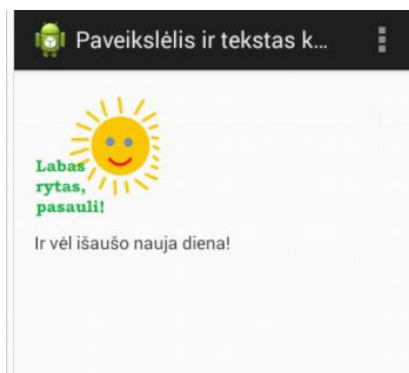 Paveikslėlis ir tekstas k...
Labas
rytas,
pasauli!
Ir vėl išaušo nauja diena!